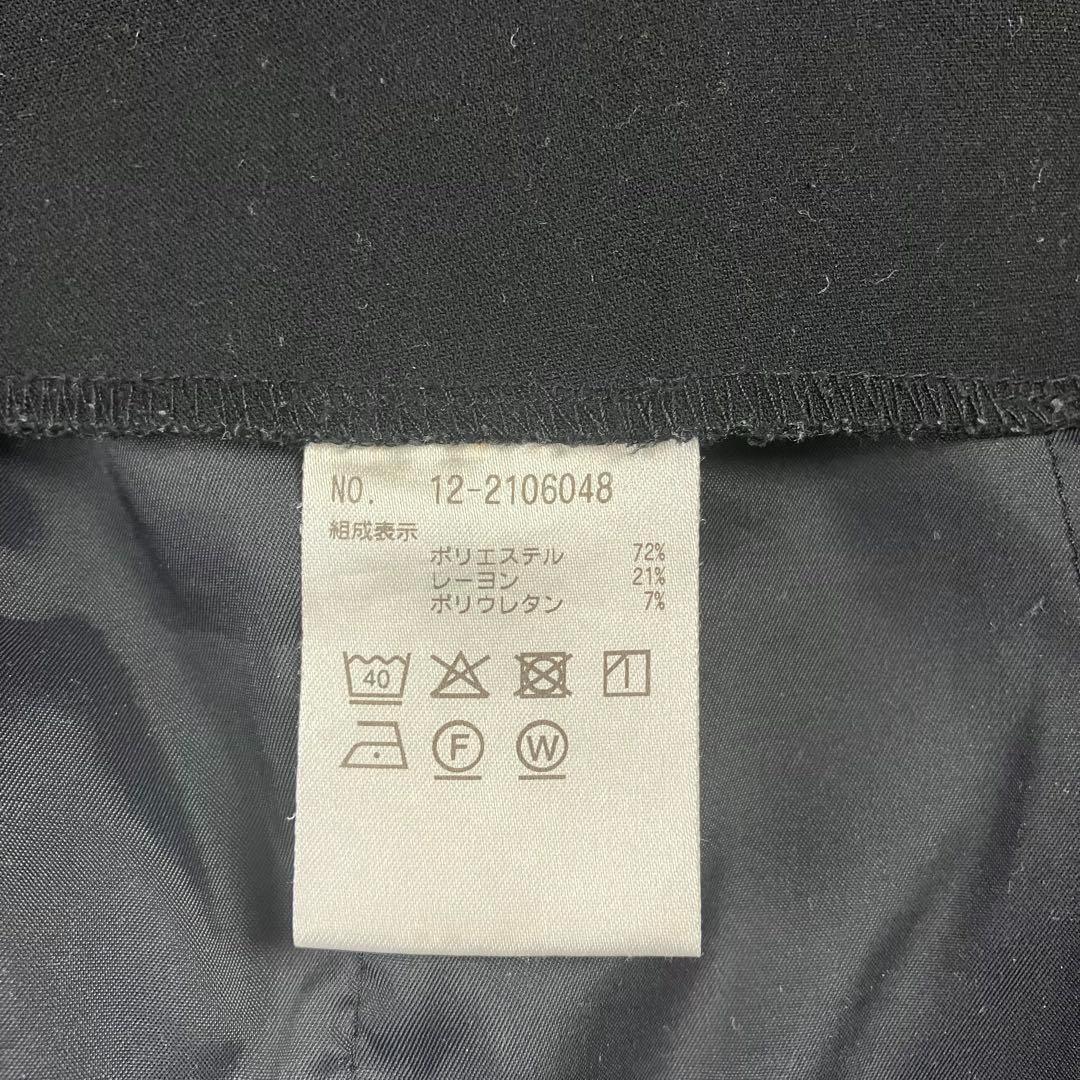 NO. 12-2106048
組成表示
ポリエステル 72%
レーヨン 21%
ポリウレタン 7%
40
F W